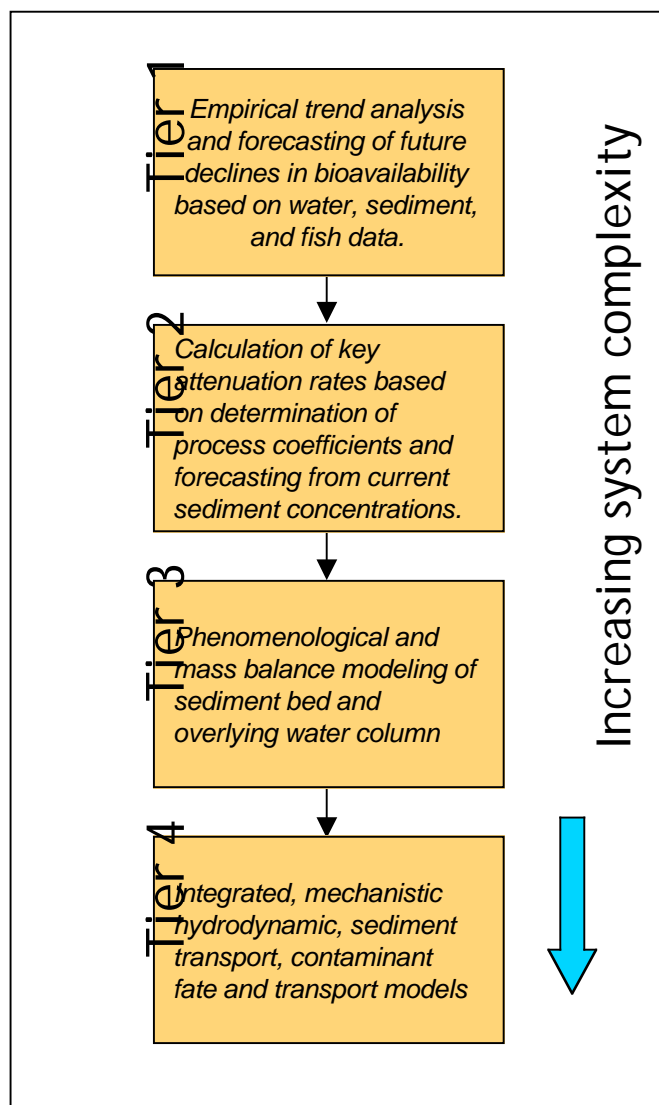 Tier 1
Empirical trend analysis
and forecasting of future
declines in bioavailability
based on water, sediment,
and fish data.
Tier 2
Calculation of key
attenuation rates based
on determination of
process coefficients and
forecasting from current
sediment concentrations.
Tier 3
Phenomenological and
mass balance modeling of
sediment bed and
overlying water column
Tier 4
Integrated, mechanistic
hydrodynamic, sediment
transport, contaminant
fate and transport models
Increasing system complexity